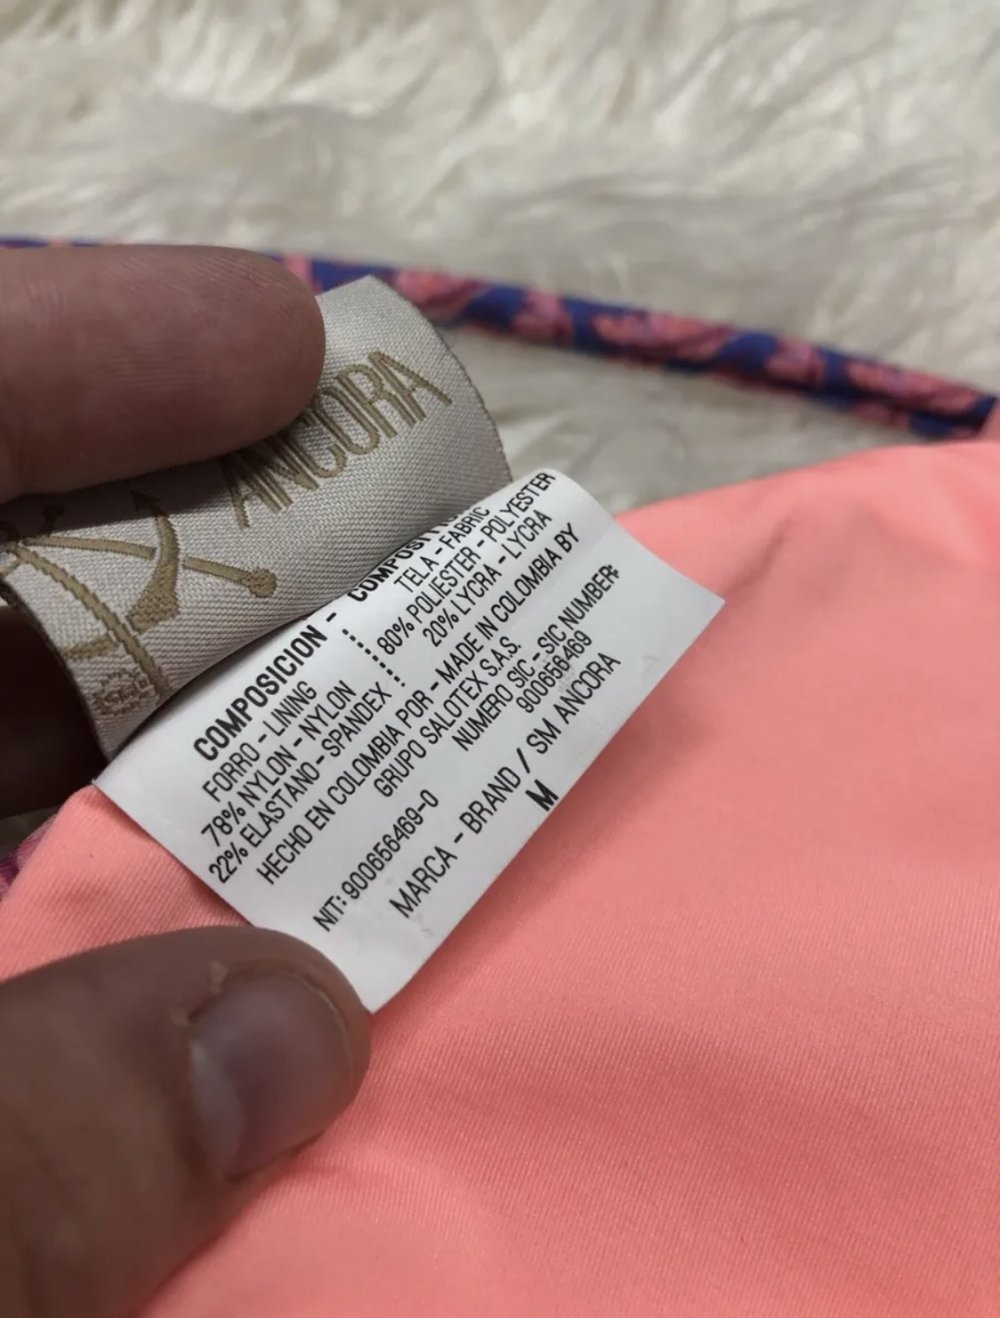 ANCORA
COMPOSICION -
FORRO - LINING
78% NYLON - NYLON
22% ELASTANO - SPANDEX
TELA - FABRIC
80% POLIESTER - POLYESTER
20% LYCRA - LYCRA
HECHO EN COLOMBIA POR - MADE IN COLOMBIA BY
GRUPO SALOTEX S.A.S.
NUMERO SIC - SIC NUMBER:
NIT: 900656469-0
900656469
MARCA - BRAND / SM ANCORA
M